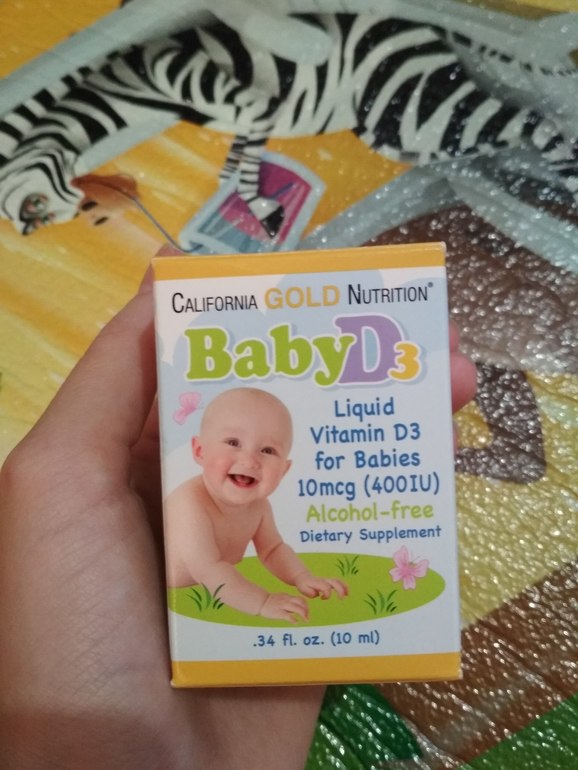 CALIFORNIA GOLD NUTRITION®
BabyD3
Liquid
Vitamin D3
for Babies
10mcg (400IU)
Alcohol-free
Dietary Supplement
.34 fl. oz. (10 ml)